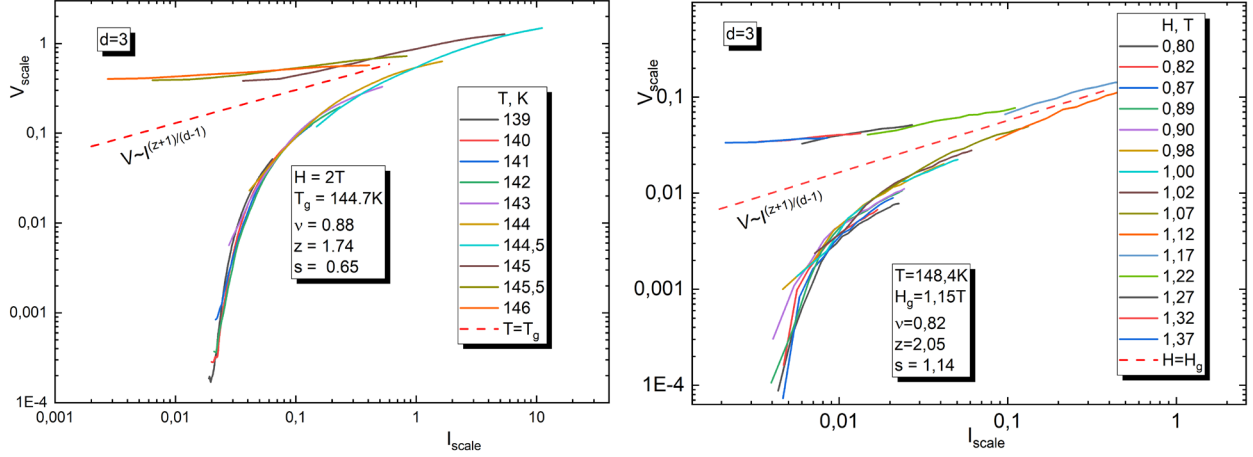 d=3
V~I^(z+1)/(d-1)
H = 2T
T_g = 144.7K
ν = 0.88
z = 1.74
s = 0.65
T, K
139
140
141
142
143
144
144,5
145
145,5
146
T=T_g
V_scale
1
0,1
0,01
0,001
1E-4
0,001
0,01
0,1
1
10
I_scale
d=3
V~I^(z+1)/(d-1)
T=148,4K
H_g=1,15T
ν=0,82
z=2,05
s = 1,14
H, T
0,80
0,82
0,87
0,89
0,90
0,98
1,00
1,02
1,07
1,12
1,17
1,22
1,27
1,32
1,37
H=H_g
V_scale
1
0,1
0,01
0,001
1E-4
0,01
0,1
1
I_scale